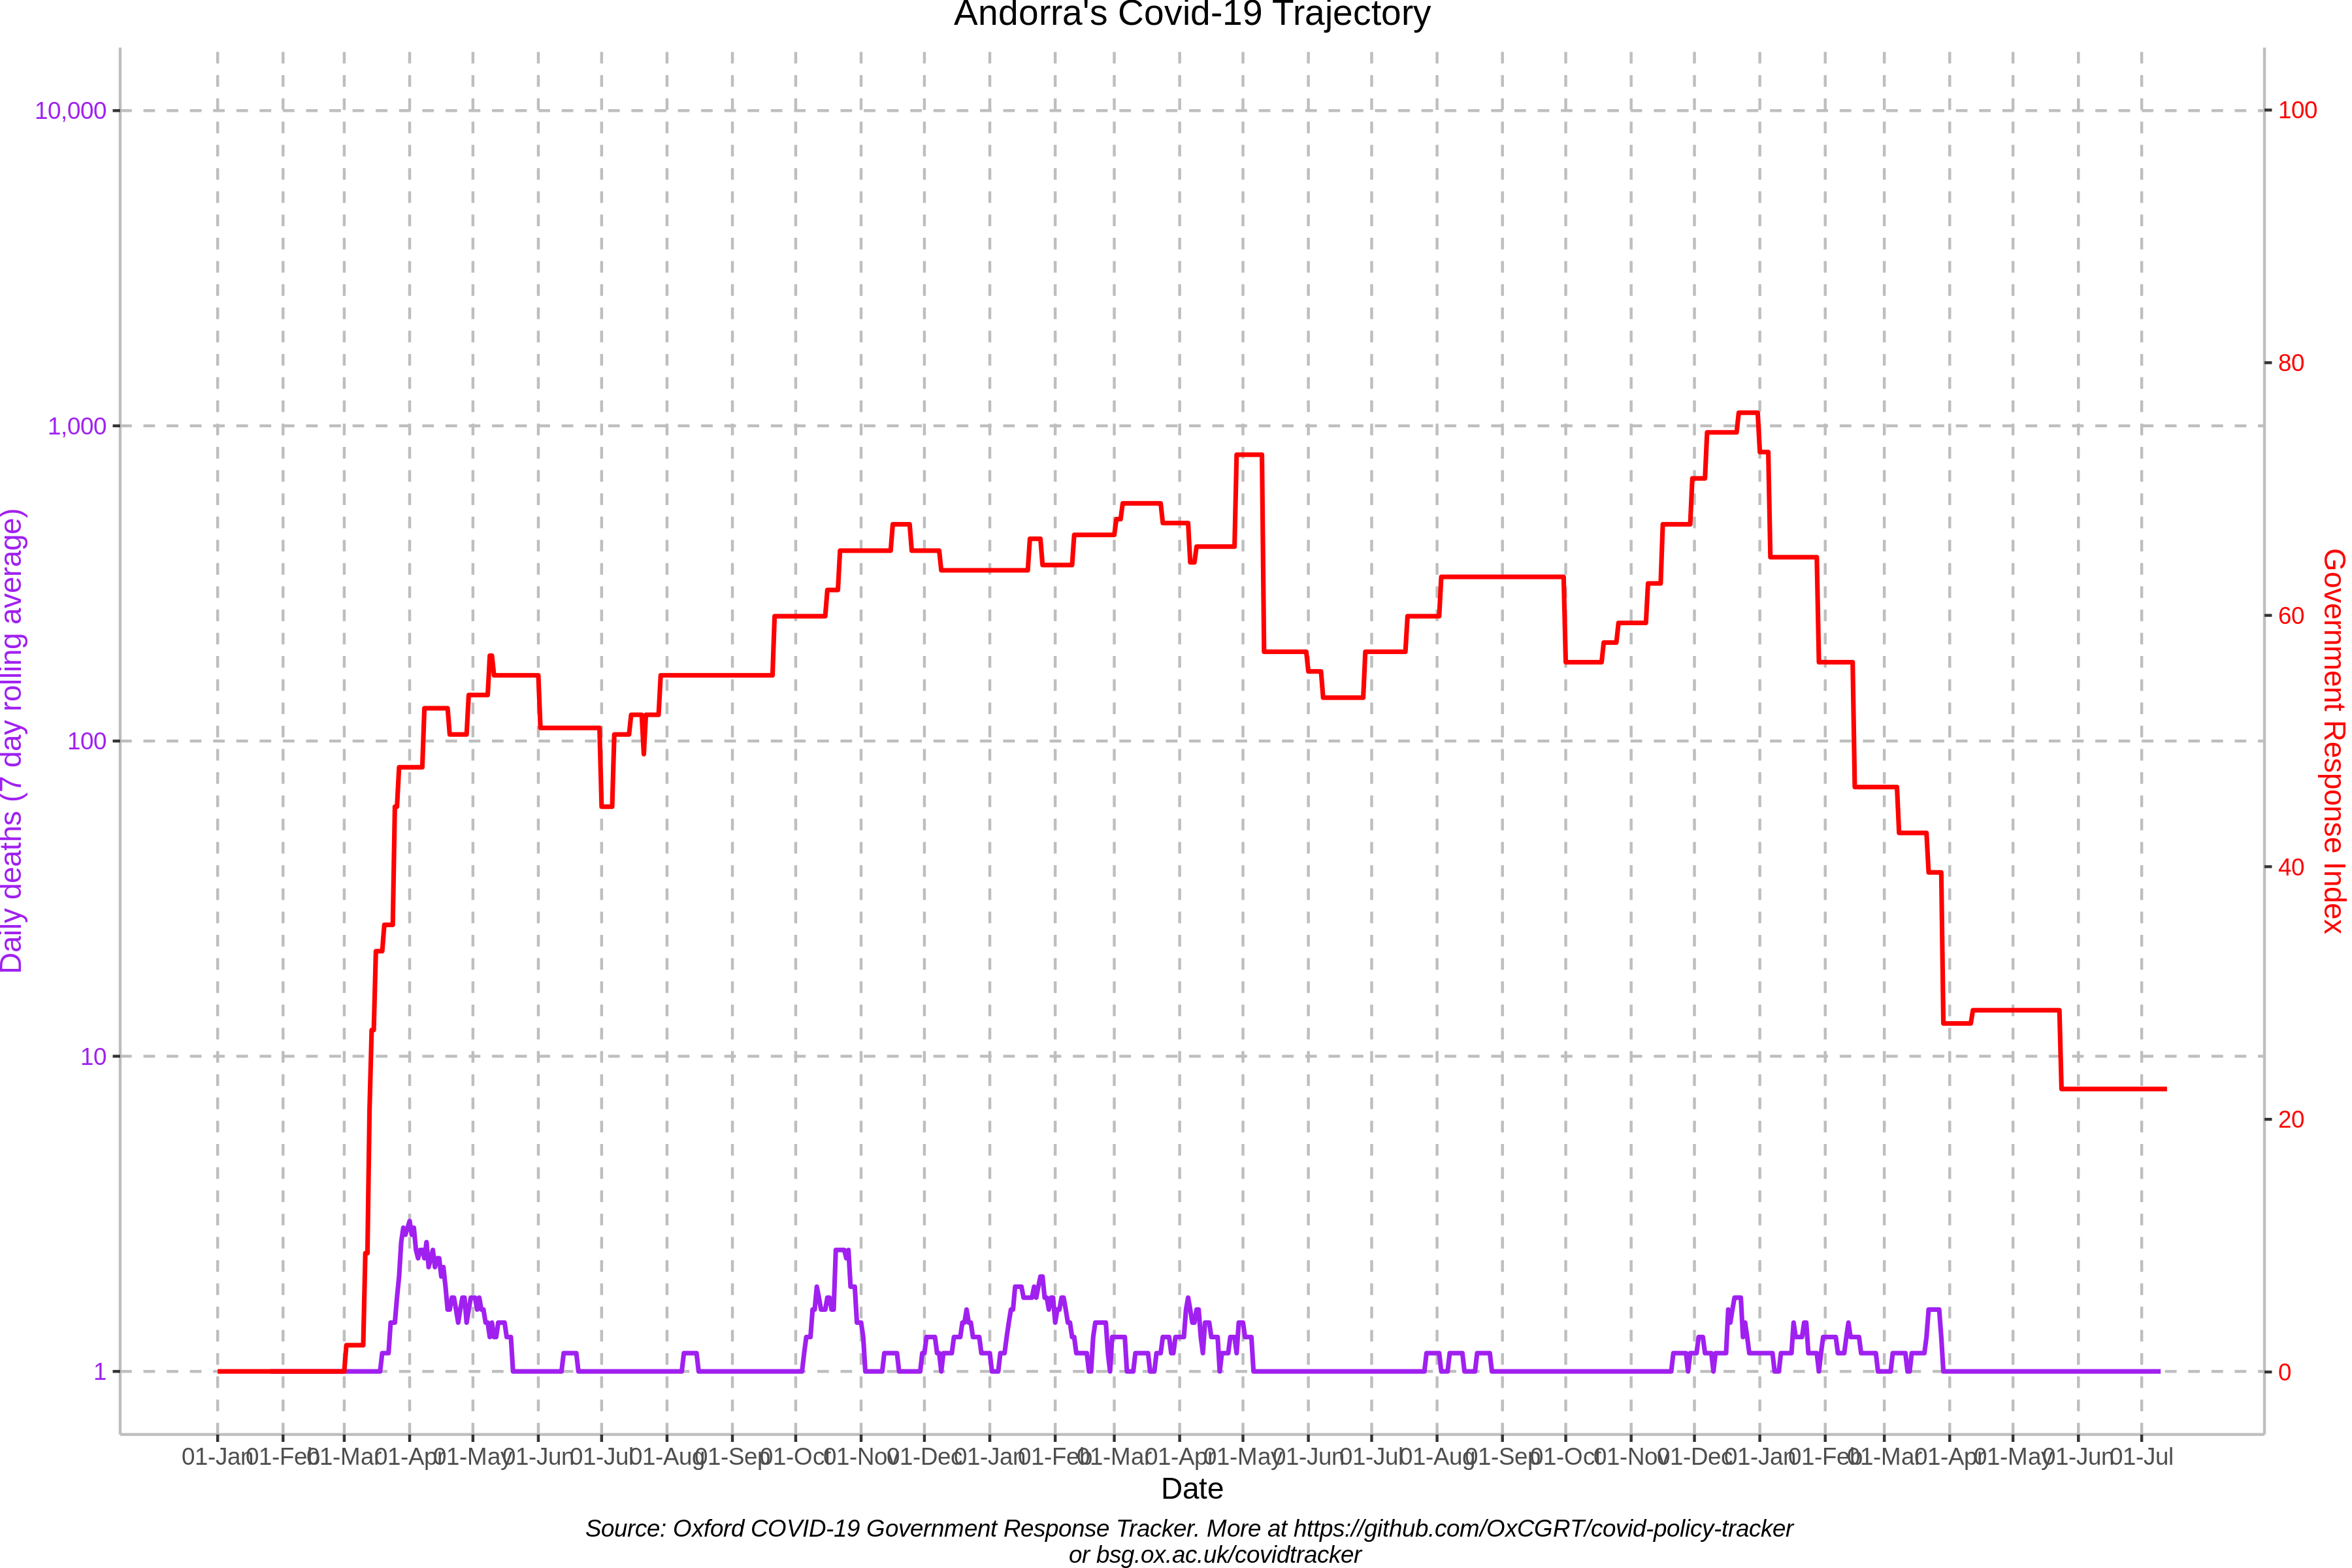 Andorra's Covid-19 Trajectory
10,000
1,000
100
10
1
Daily deaths (7 day rolling average)
100
80
60
40
20
0
Government Response Index
01-Jan 01-Feb 01-Mar 01-Apr 01-May 01-Jun 01-Jul 01-Aug 01-Sep 01-Oct 01-Nov 01-Dec 01-Jan 01-Feb 01-Mar 01-Apr 01-May 01-Jun 01-Jul 01-Aug 01-Sep 01-Oct 01-Nov 01-Dec 01-Jan 01-Feb 01-Mar 01-Apr 01-May 01-Jun 01-Jul
Date
Source: Oxford COVID-19 Government Response Tracker. More at https://github.com/OxCGRT/covid-policy-tracker
or bsg.ox.ac.uk/covidtracker